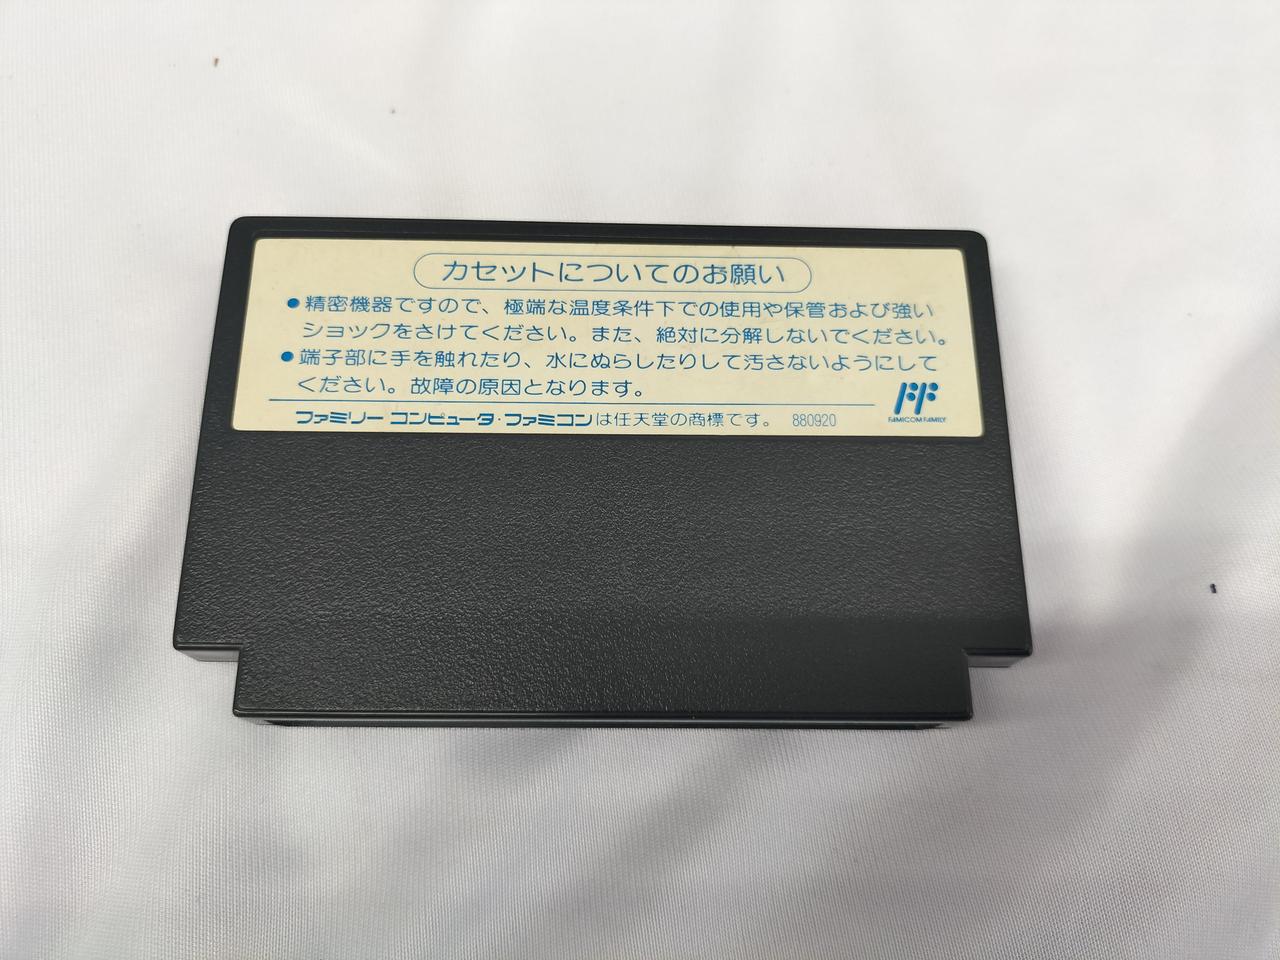 カセットについてのお願い
●精密機器ですので、極端な温度条件下での使用や保管および強い
ショックをさけてください。また、絶対に分解しないでください。
●端子部に手を触れたり、水にぬらしたりして汚さないようにして
ください。故障の原因となります。
ファミリー コンピュータ・ファミコンは任天堂の商標です。 880920
FF
FAMICOM FAMILY